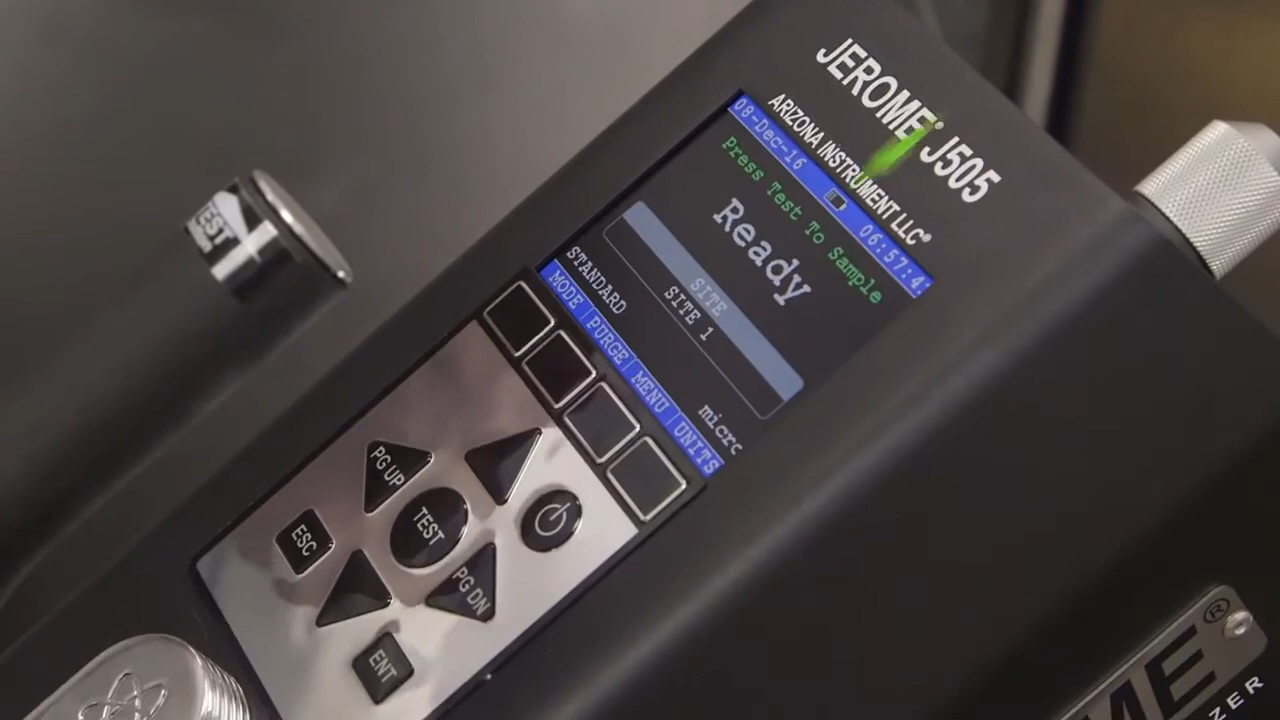 JEROME® J505
ARIZONA INSTRUMENT LLC®
08-Dec-16 06:57:4
Press Test To Sample
Ready
SITE
SITE 1
STANDARD micro
MODE | PURGE | MENU | UNITS
PG UP
TEST
ESC
PG DN
ENT
TEST
ME®
ZER